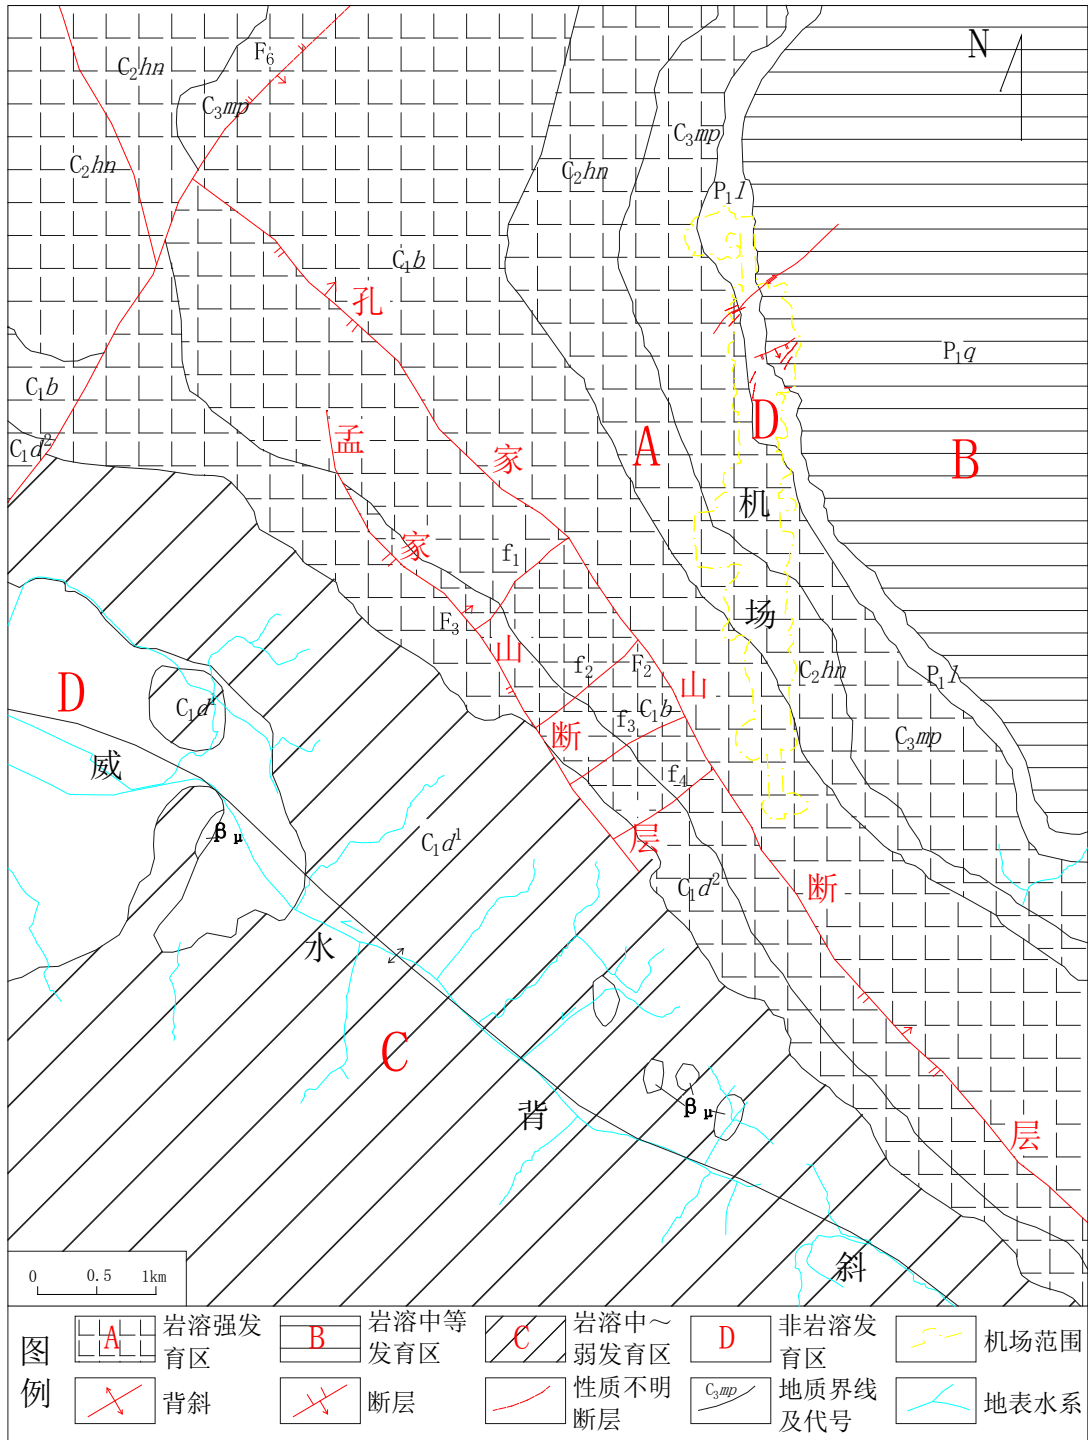 N
C₂hn
F₆
C₃mp
C₃mp
C₂hn
C₂hn
P₁l
C₁b
孔
P₁q
C₁b
孟
A
D
B
C₁d²
家
机
家
f₁
场
F₃
山
f₂
F₂
山
C₂hn
P₁l
D
C₁d¹
f₃
C₁b
断
C₃mp
威
f₄
βμ
C₁d¹
层
C₁d²
断
水
C
βμ
背
层
斜
0 0.5 1km
图例
A 岩溶强发育区
B 岩溶中等发育区
C 岩溶中~弱发育区
D 非岩溶发育区
机场范围
背斜
断层
性质不明断层
C₃mp 地质界线及代号
地表水系